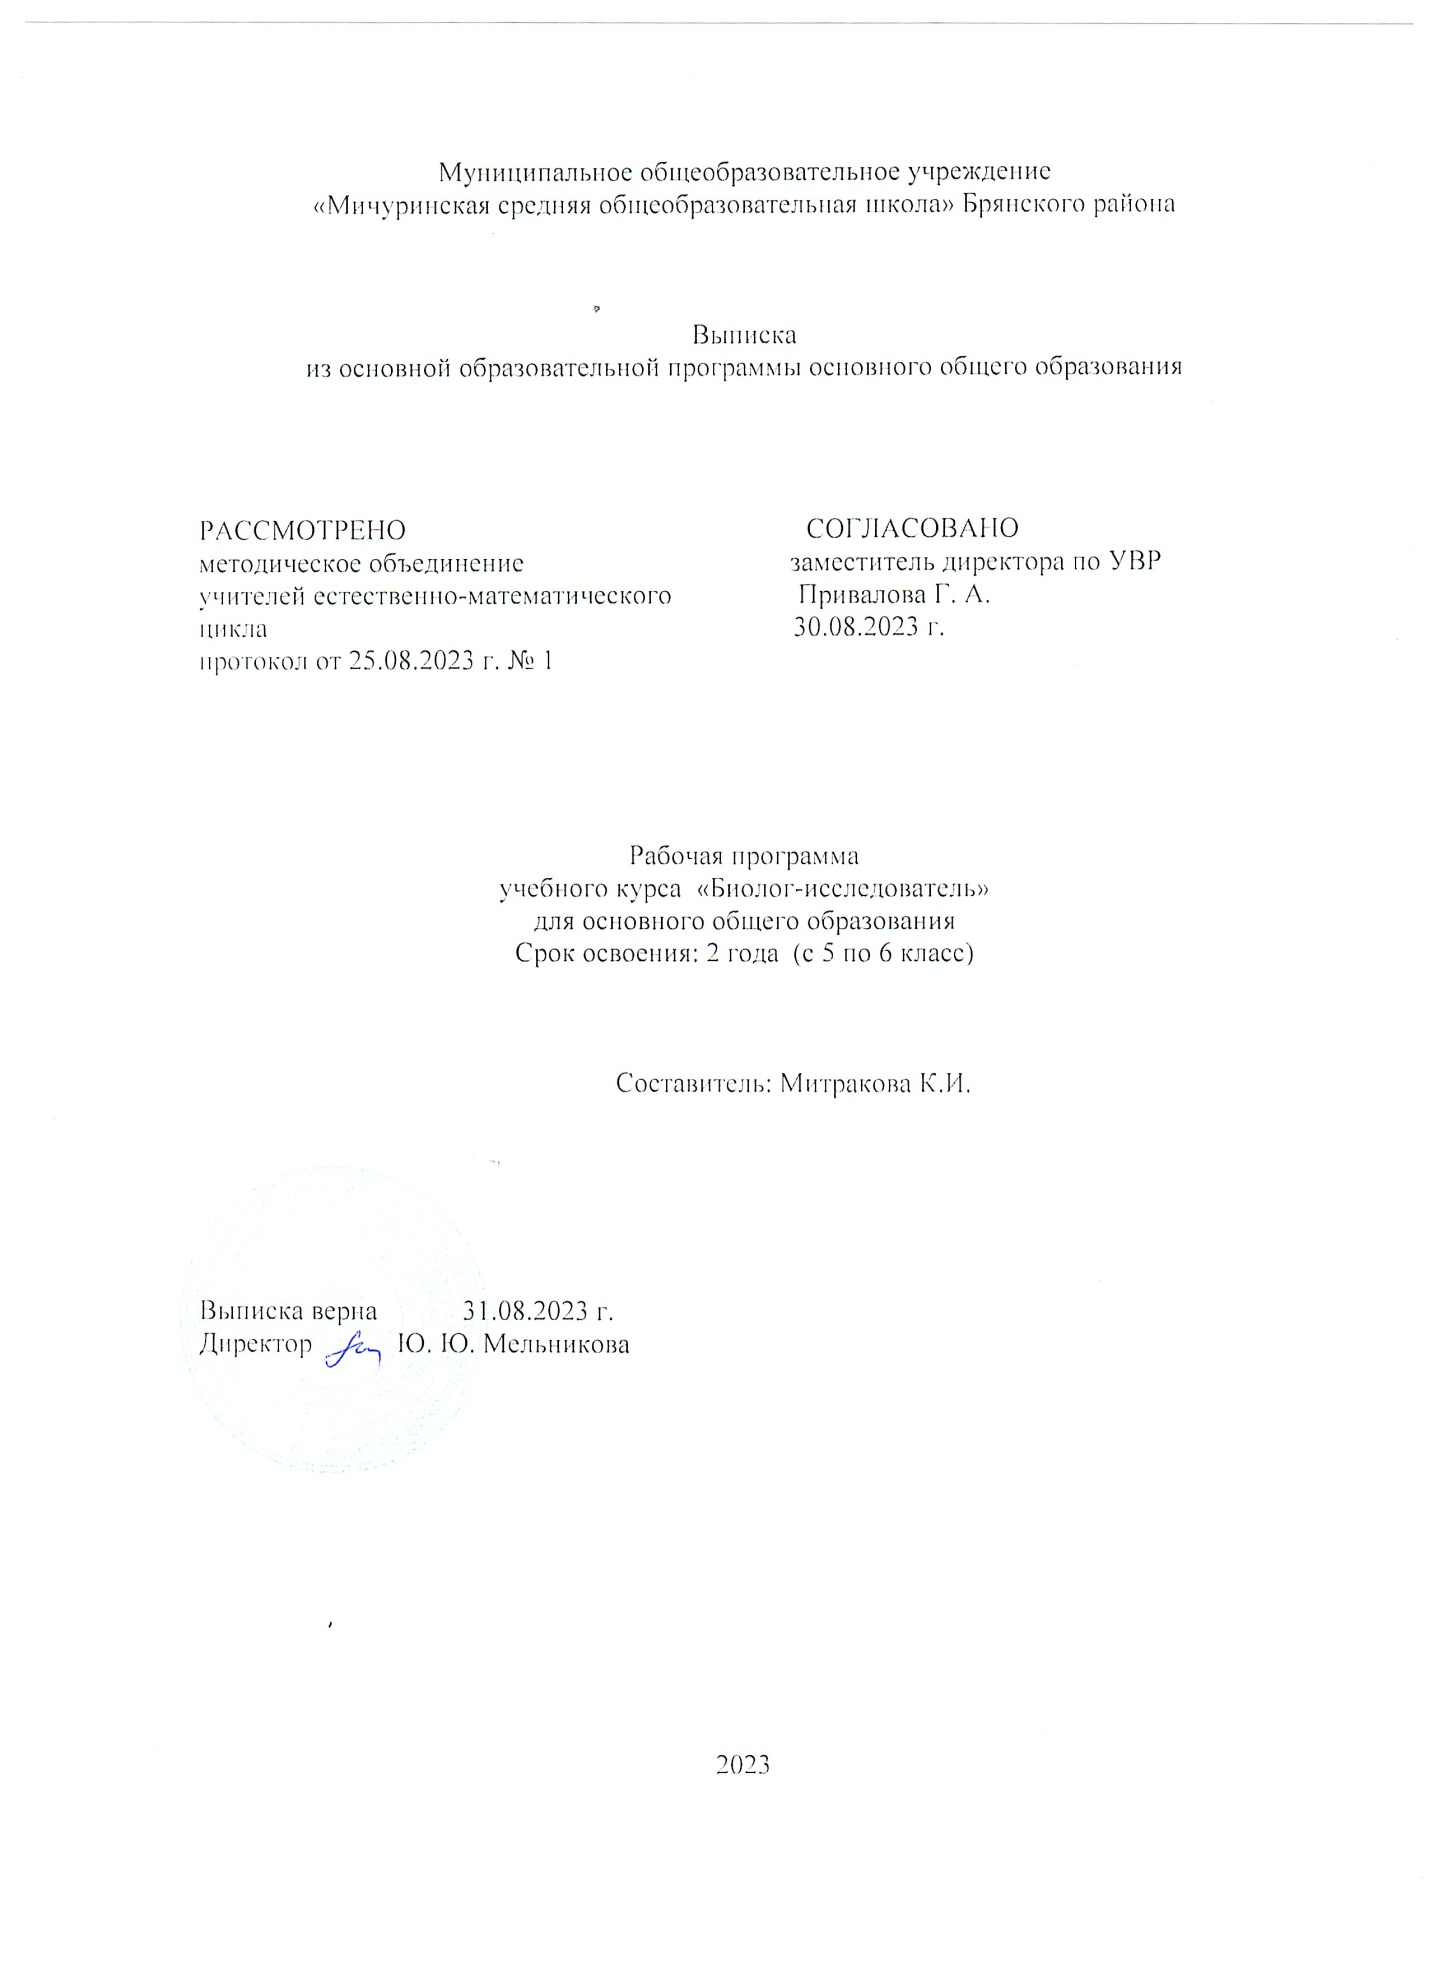 Муниципальное общеобразовательное учреждение
«Мичуринская средняя общеобразовательная школа» Брянского района
Выписка
из основной образовательной программы основного общего образования
РАССМОТРЕНО
методическое объединение
учителей естественно-математического
цикла
протокол от 25.08.2023 г. № 1
СОГЛАСОВАНО
заместитель директора по УВР
Привалова Г. А.
30.08.2023 г.
Рабочая программа
учебного курса «Биолог-исследователь»
для основного общего образования
Срок освоения: 2 года (с 5 по 6 класс)
Составитель: Митракова К.И.
Выписка верна 31.08.2023 г.
Директор Ю. Ю. Мельникова
2023